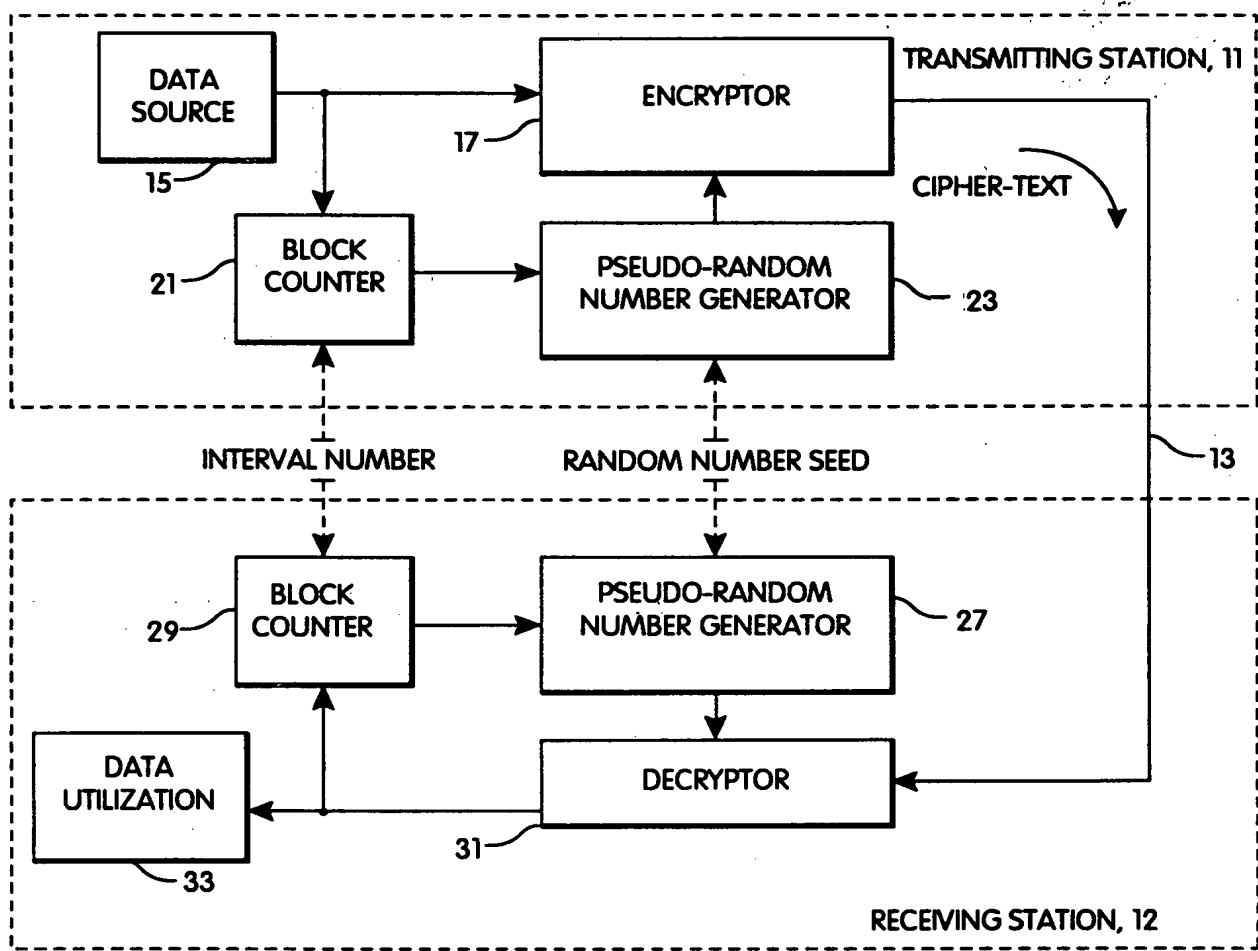 DATA
SOURCE
15
ENCRYPTOR
17
TRANSMITTING STATION, 11
CIPHER-TEXT
BLOCK
COUNTER
21
PSEUDO-RANDOM
NUMBER GENERATOR
23
INTERVAL NUMBER
RANDOM NUMBER SEED
13
BLOCK
COUNTER
29
PSEUDO-RANDOM
NUMBER GENERATOR
27
DATA
UTILIZATION
33
DECRYPTOR
31
RECEIVING STATION, 12